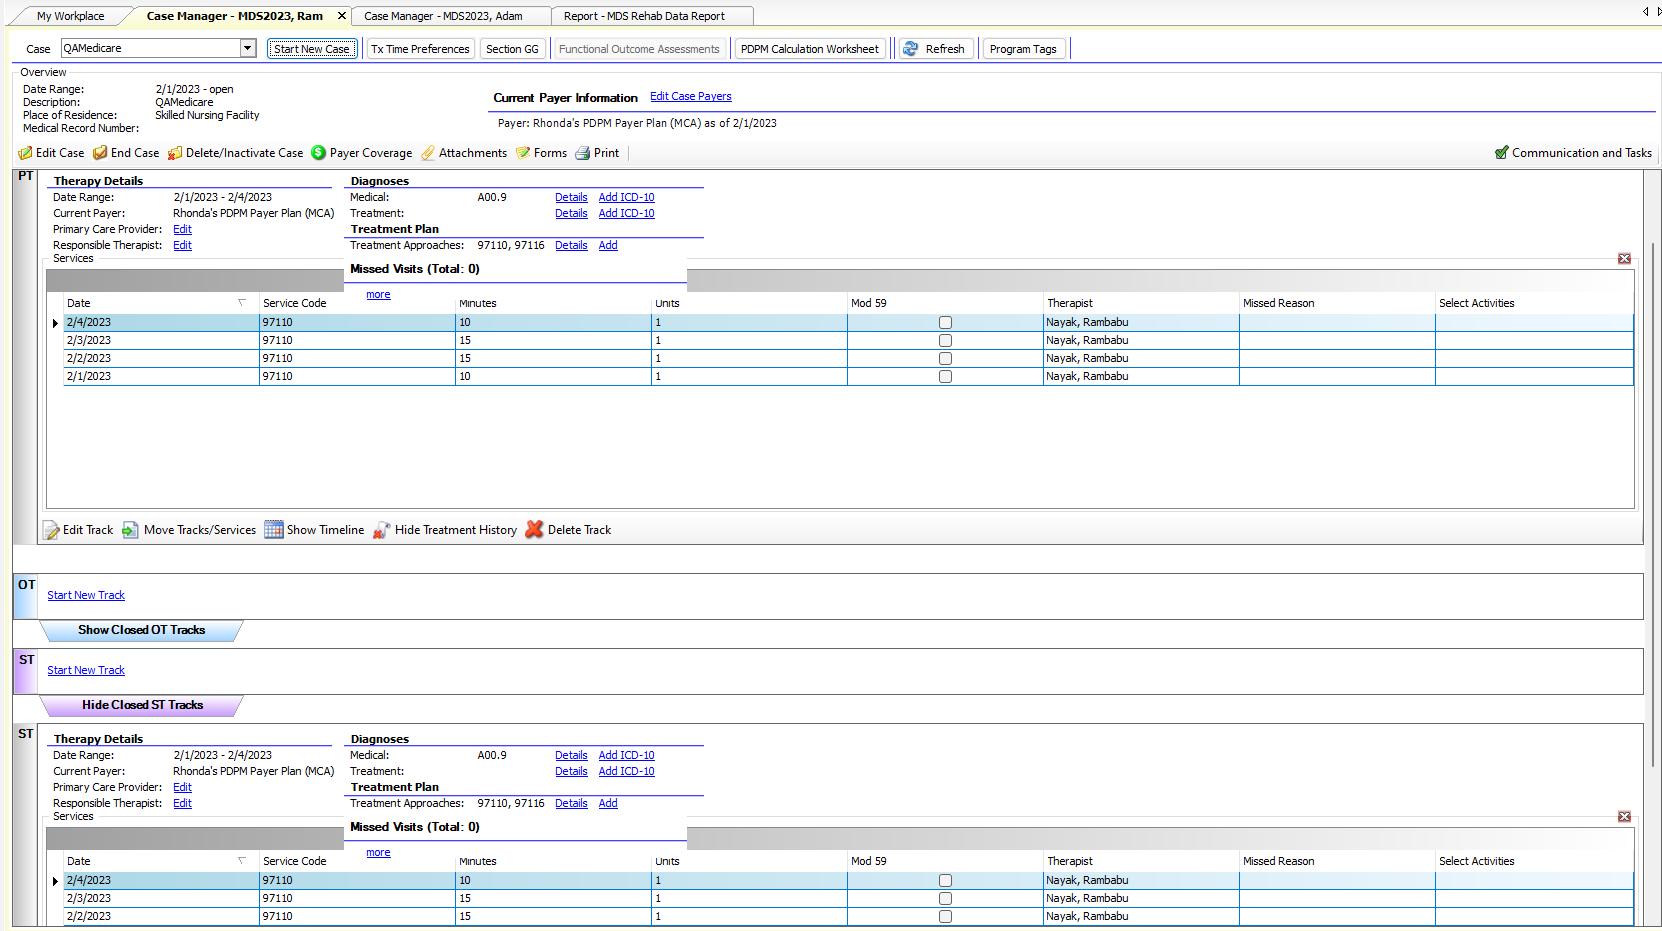 My Workplace Case Manager - MDS2023, Ram Case Manager - MDS2023, Adam Report - MDS Rehab Data Report
Case QAMedicare Start New Case Tx Time Preferences Section GG Functional Outcome Assessments PDPM Calculation Worksheet Refresh Program Tags
Overview
Date Range: 2/1/2023 - open
Description: QAMedicare
Place of Residence: Skilled Nursing Facility
Medical Record Number:
Current Payer Information Edit Case Payers
Payer: Rhonda's PDPM Payer Plan (MCA) as of 2/1/2023
Edit Case End Case Delete/Inactivate Case Payer Coverage Attachments Forms Print Communication and Tasks
PT
Therapy Details Diagnoses
Date Range: 2/1/2023 - 2/4/2023 Medical: A00.9 Details Add ICD-10
Current Payer: Rhonda's PDPM Payer Plan (MCA) Treatment: Details Add ICD-10
Primary Care Provider: Edit Treatment Plan
Responsible Therapist: Edit Treatment Approaches: 97110, 97116 Details Add
Services
Missed Visits (Total: 0)
more
Date Service Code Minutes Units Mod 59 Therapist Missed Reason Select Activities
2/4/2023 97110 10 1 Nayak, Rambabu
2/3/2023 97110 15 1 Nayak, Rambabu
2/2/2023 97110 15 1 Nayak, Rambabu
2/1/2023 97110 10 1 Nayak, Rambabu
Edit Track Move Tracks/Services Show Timeline Hide Treatment History Delete Track
OT
Start New Track
Show Closed OT Tracks
ST
Start New Track
Hide Closed ST Tracks
ST
Therapy Details Diagnoses
Date Range: 2/1/2023 - 2/4/2023 Medical: A00.9 Details Add ICD-10
Current Payer: Rhonda's PDPM Payer Plan (MCA) Treatment: Details Add ICD-10
Primary Care Provider: Edit Treatment Plan
Responsible Therapist: Edit Treatment Approaches: 97110, 97116 Details Add
Services
Missed Visits (Total: 0)
more
Date Service Code Minutes Units Mod 59 Therapist Missed Reason Select Activities
2/4/2023 97110 10 1 Nayak, Rambabu
2/3/2023 97110 15 1 Nayak, Rambabu
2/2/2023 97110 15 1 Nayak, Rambabu